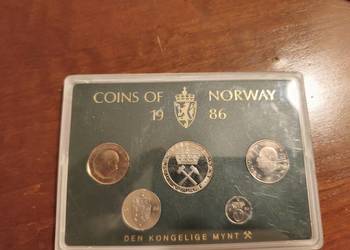 COINS OF NORWAY
19 86
DEN KONGELIGE MYNT